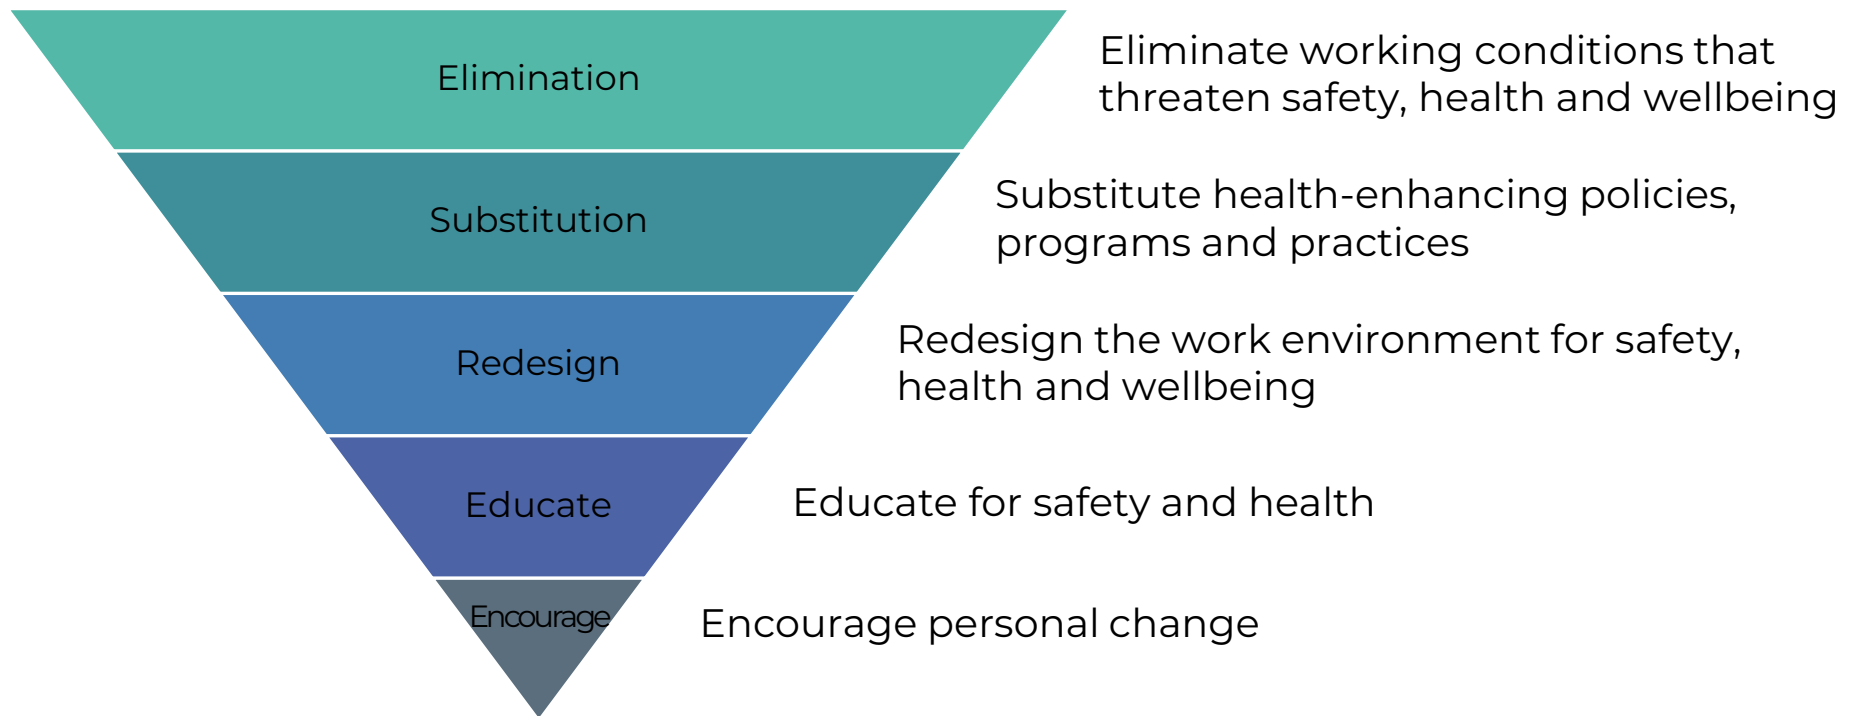 Elimination
Eliminate working conditions that
threaten safety, health and wellbeing
Substitution
Substitute health-enhancing policies,
programs and practices
Redesign
Redesign the work environment for safety,
health and wellbeing
Educate
Educate for safety and health
Encourage
Encourage personal change